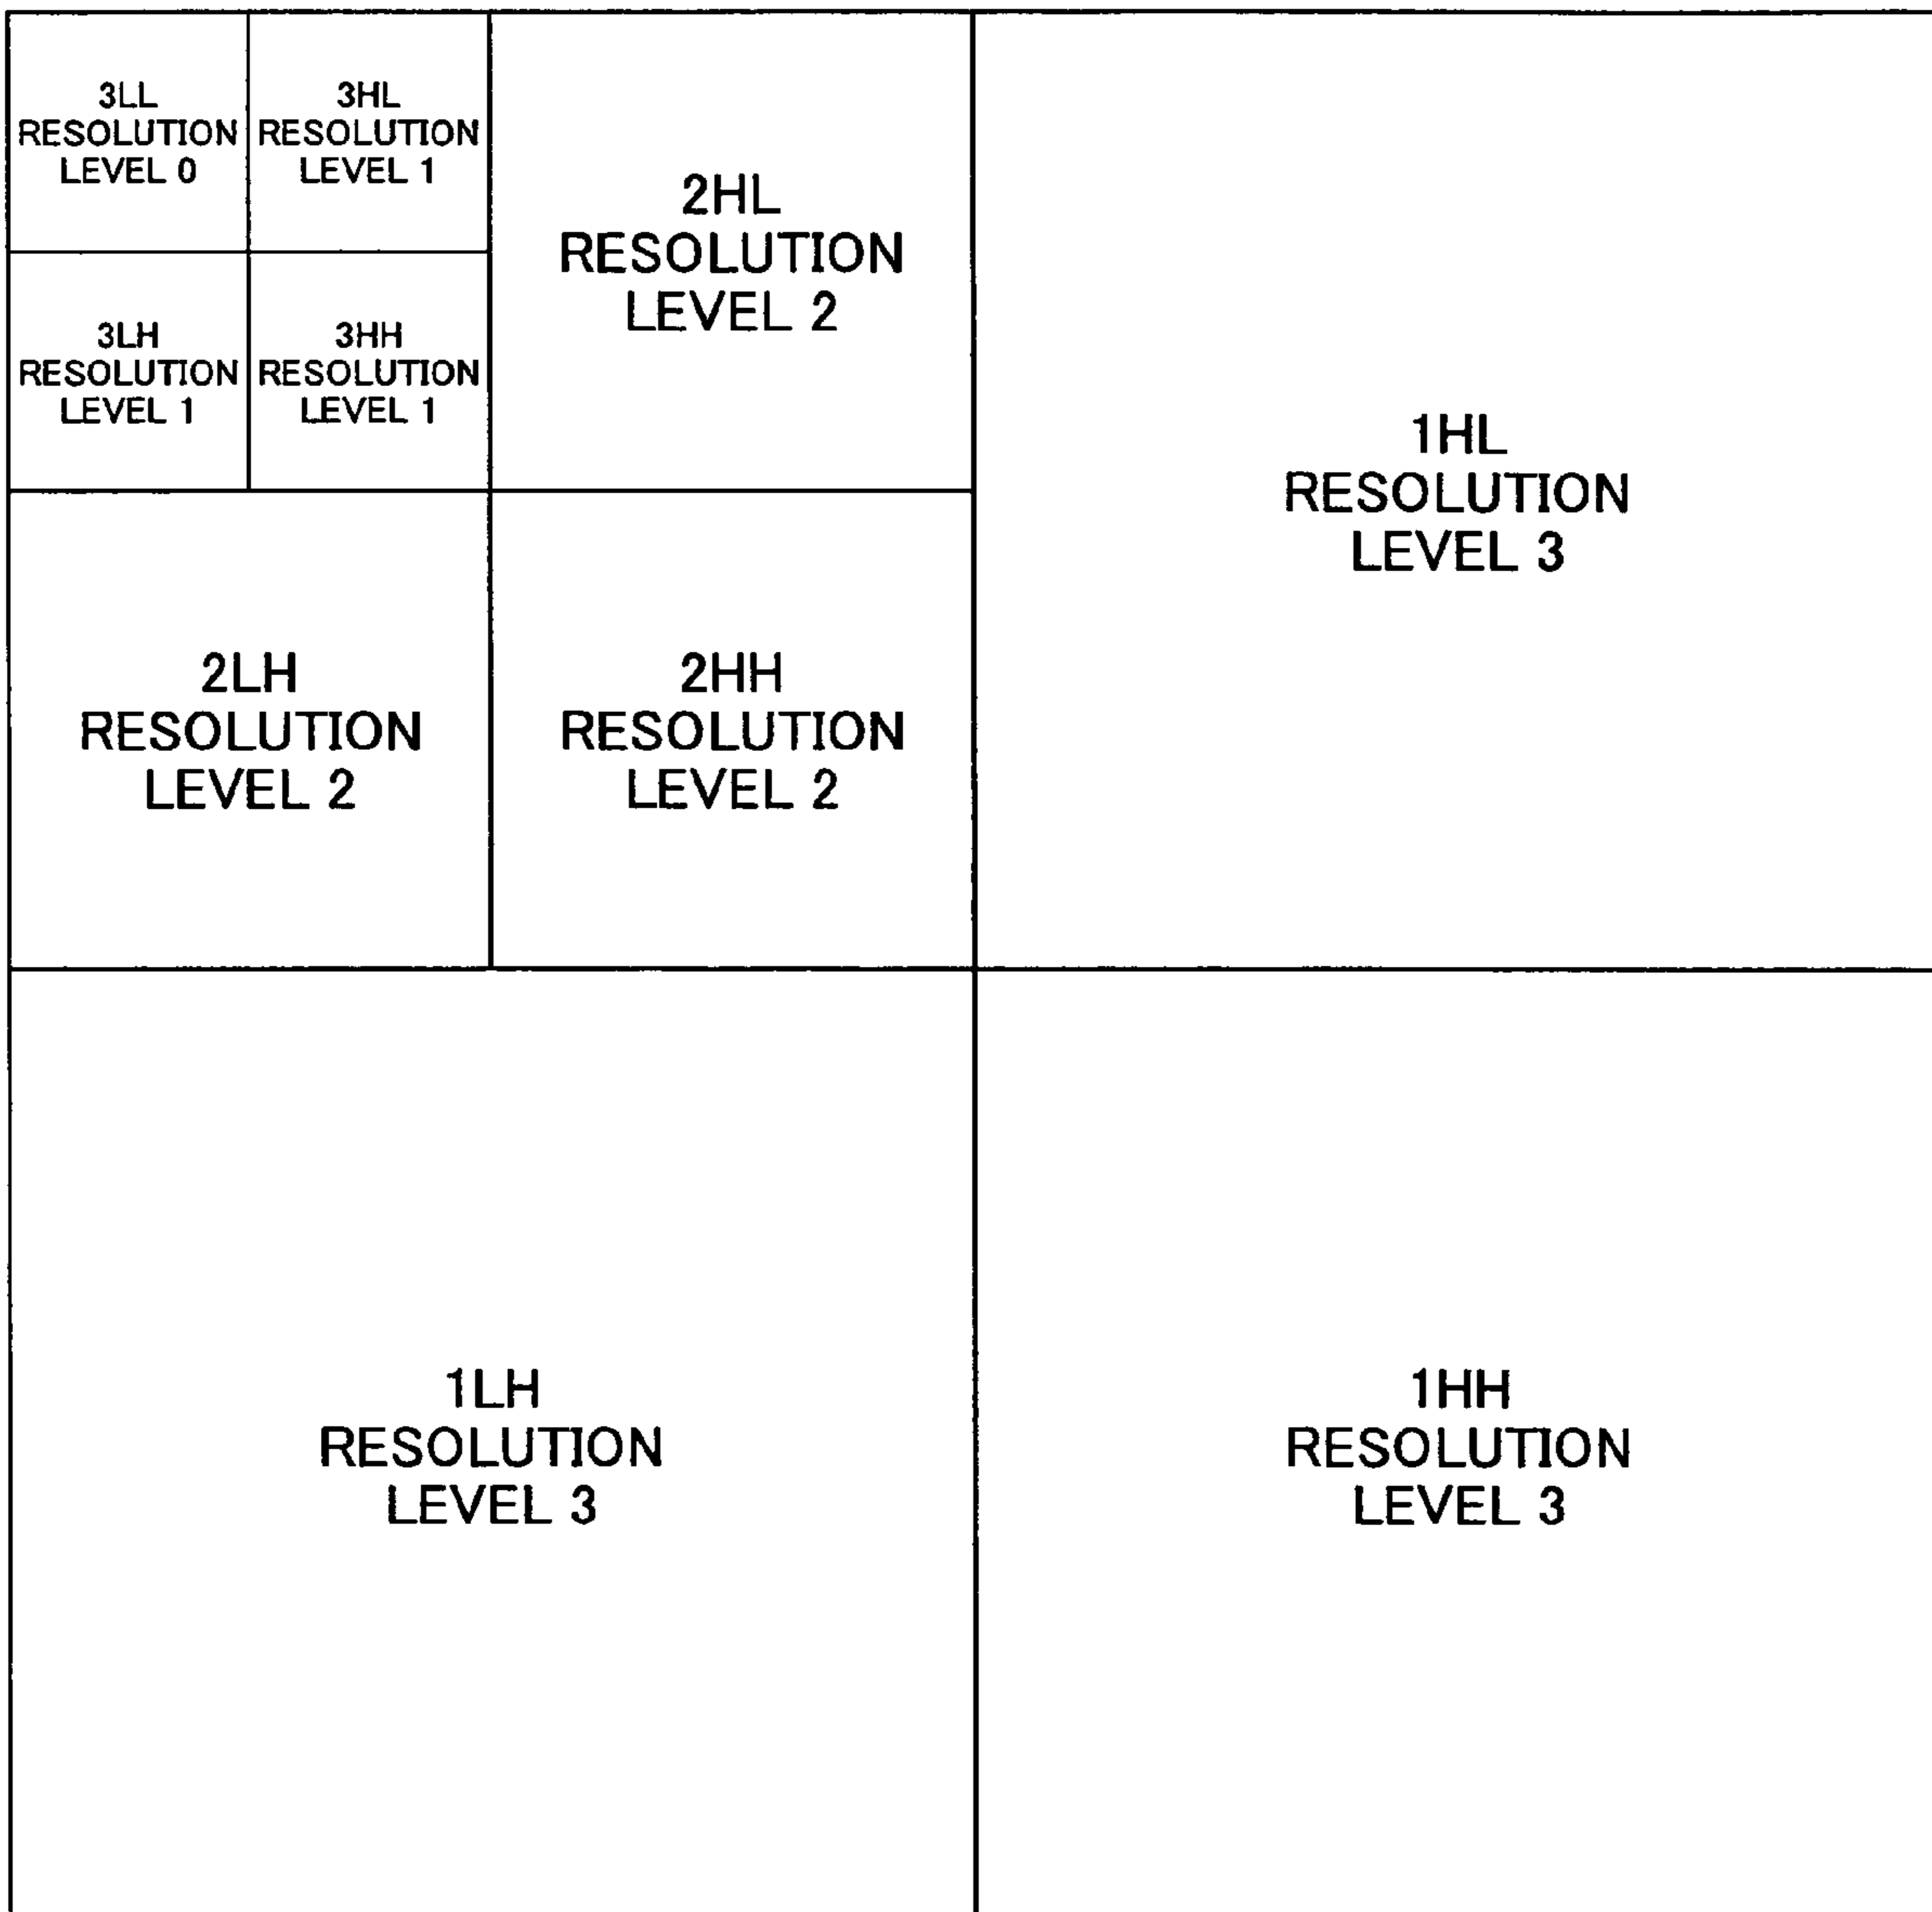 3LL
RESOLUTION
LEVEL 0
3HL
RESOLUTION
LEVEL 1
2HL
RESOLUTION
LEVEL 2
3LH
RESOLUTION
LEVEL 1
3HH
RESOLUTION
LEVEL 1
1HL
RESOLUTION
LEVEL 3
2LH
RESOLUTION
LEVEL 2
2HH
RESOLUTION
LEVEL 2
1LH
RESOLUTION
LEVEL 3
1HH
RESOLUTION
LEVEL 3